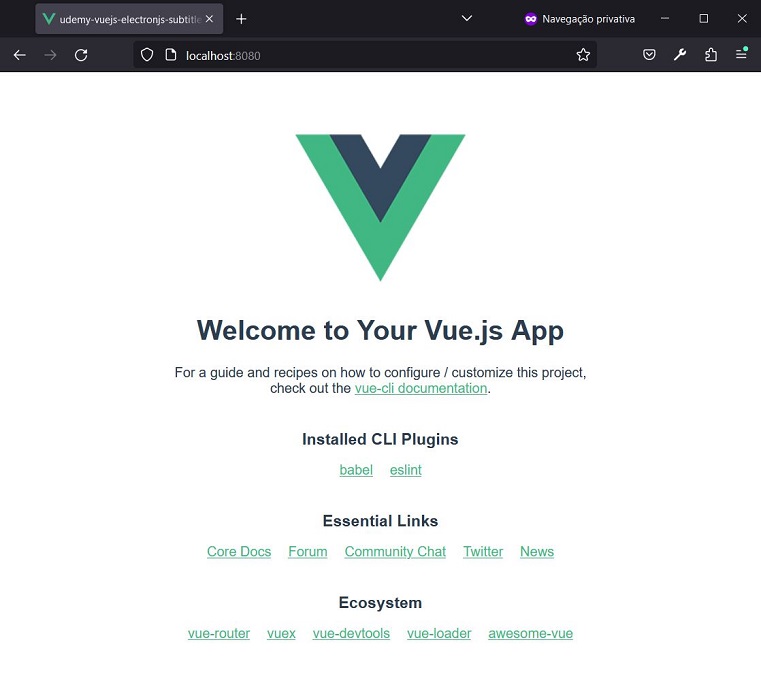 udemy-vuejs-electronjs-subtitle
Navegação privativa
localhost:8080
Welcome to Your Vue.js App
For a guide and recipes on how to configure / customize this project,
check out the vue-cli documentation.
Installed CLI Plugins
babel eslint
Essential Links
Core Docs Forum Community Chat Twitter News
Ecosystem
vue-router vuex vue-devtools vue-loader awesome-vue